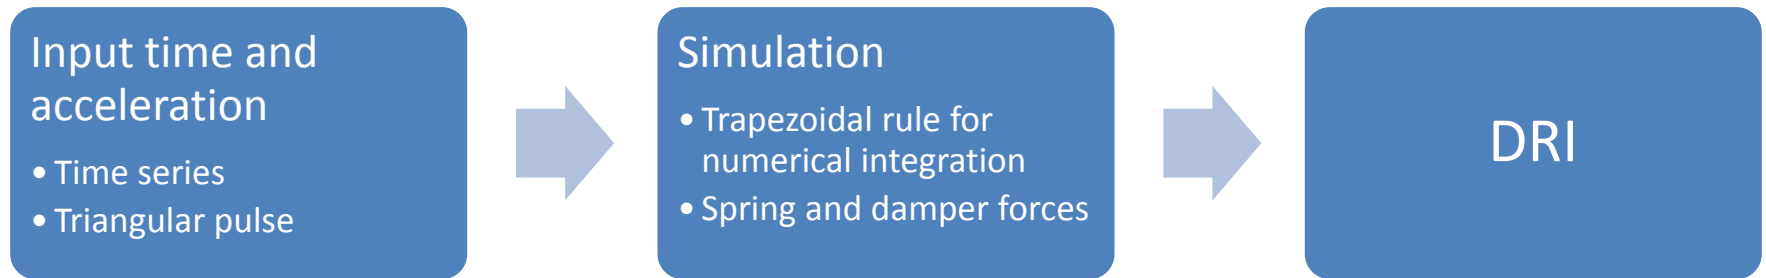 Input time and
acceleration
• Time series
• Triangular pulse
Simulation
• Trapezoidal rule for
numerical integration
• Spring and damper forces
DRI